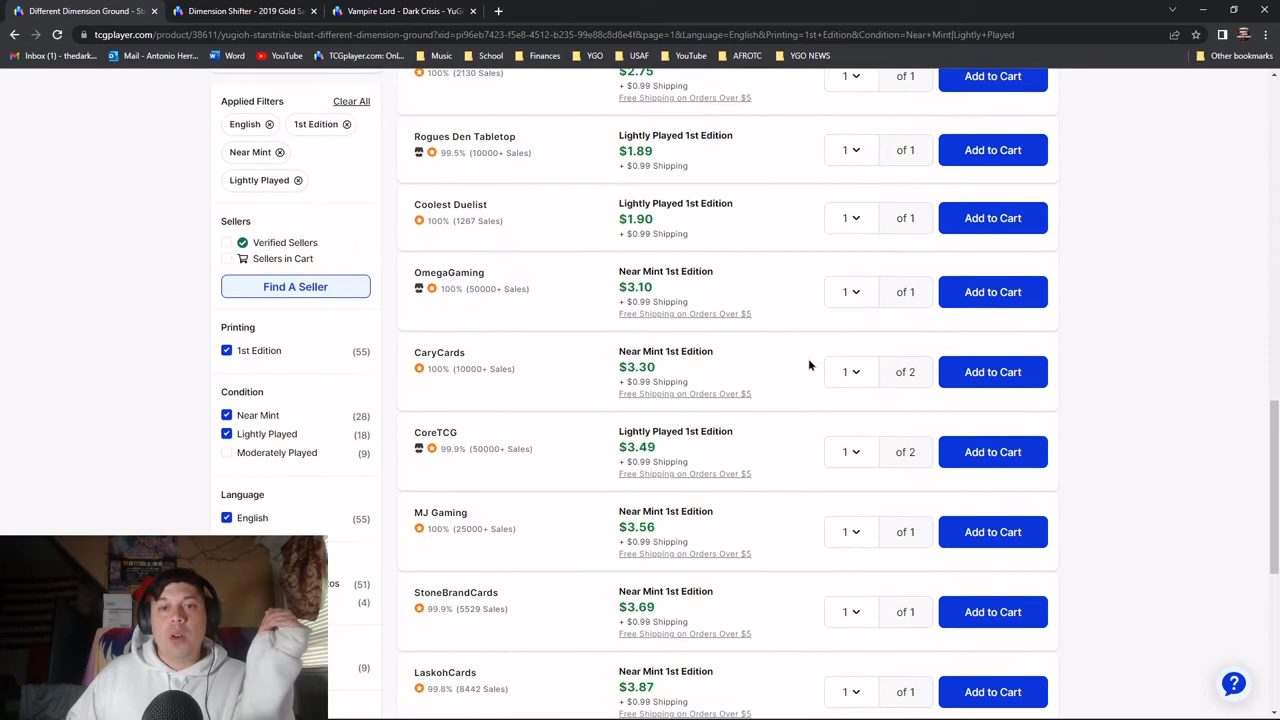 Different Dimension Ground - Sta
Dimension Shifter - 2019 Gold Sa
Vampire Lord - Dark Crisis - YuGi
tcgplayer.com/product/38611/yugioh-starstrike-blast-different-dimension-ground?xid=pi96eb7423-f5e8-4512-b235-99e88c8d8e4f&page=1&Language=English&Printing=1st+Edition&Condition=Near+Mint|Lightly+Played
Inbox (1) - thedark... Mail - Antonio Herr... Word YouTube TCGplayer.com: Onli... Music School Finances YGO USAF YouTube AFROTC YGO NEWS Other bookmarks
Applied Filters Clear All
English
1st Edition
Near Mint
Lightly Played
Sellers
Verified Sellers
Sellers in Cart
Find A Seller
Printing
1st Edition (55)
Condition
Near Mint (28)
Lightly Played (18)
Moderately Played (9)
Language
English (55)
os (51)
(4)
(9)
100% (2130 Sales)
$2.75
+ $0.99 Shipping
Free Shipping on Orders Over $5
1 of 1 Add to Cart
Rogues Den Tabletop
99.5% (10000+ Sales)
Lightly Played 1st Edition
$1.89
+ $0.99 Shipping
1 of 1 Add to Cart
Coolest Duelist
100% (1267 Sales)
Lightly Played 1st Edition
$1.90
+ $0.99 Shipping
1 of 1 Add to Cart
OmegaGaming
100% (50000+ Sales)
Near Mint 1st Edition
$3.10
+ $0.99 Shipping
Free Shipping on Orders Over $5
1 of 1 Add to Cart
CaryCards
100% (10000+ Sales)
Near Mint 1st Edition
$3.30
+ $0.99 Shipping
Free Shipping on Orders Over $5
1 of 2 Add to Cart
CoreTCG
99.9% (50000+ Sales)
Lightly Played 1st Edition
$3.49
+ $0.99 Shipping
Free Shipping on Orders Over $5
1 of 2 Add to Cart
MJ Gaming
100% (25000+ Sales)
Near Mint 1st Edition
$3.56
+ $0.99 Shipping
Free Shipping on Orders Over $5
1 of 1 Add to Cart
StoneBrandCards
99.9% (5529 Sales)
Near Mint 1st Edition
$3.69
+ $0.99 Shipping
Free Shipping on Orders Over $5
1 of 1 Add to Cart
LaskohCards
99.8% (8442 Sales)
Near Mint 1st Edition
$3.87
+ $0.99 Shipping
Free Shipping on Orders Over $5
1 of 1 Add to Cart
?